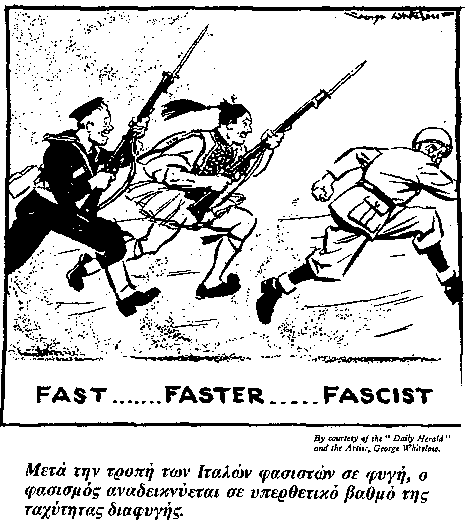 George Whitelaw
FAST.......FASTER.....FASCIST
By courtesy of the "Daily Herald"
and the Artist, George Whitelaw.
Μετά την τροπή των Ιταλών φασιστών σε φυγή, ο
φασισμός αναδεικνύεται σε υπερθετικό βαθμό της
ταχύτητας διαφυγής.